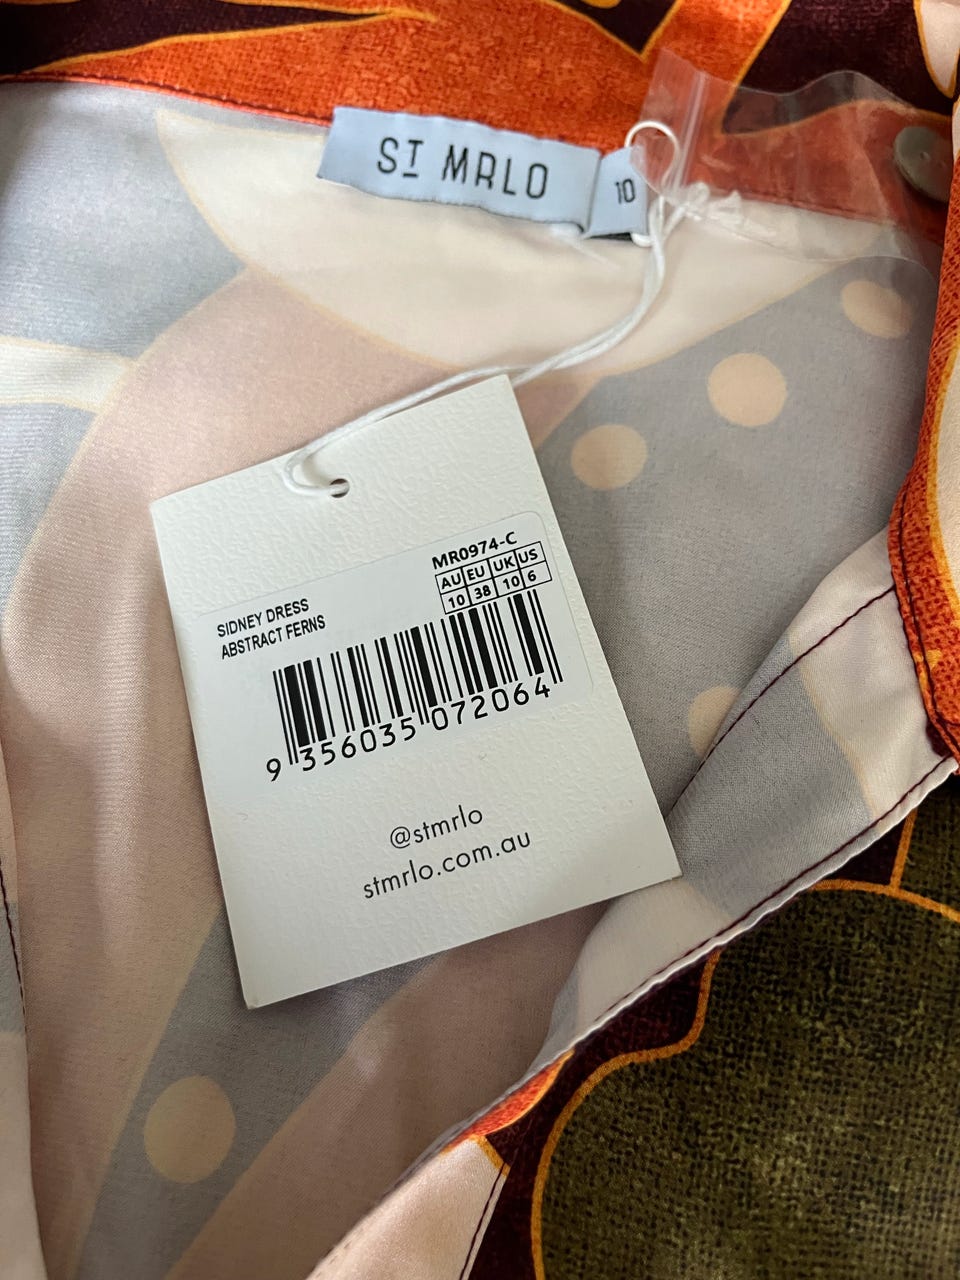 ST MRLO
10
MR0974-C
AU EU UK US
10 38 10 6
SIDNEY DRESS
ABSTRACT FERNS
9 356035 072064
@stmrlo
stmrlo.com.au